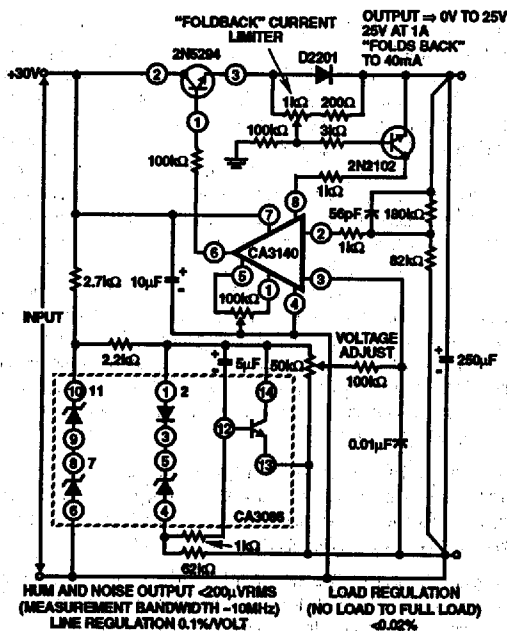 "FOLDBACK" CURRENT
LIMITER
OUTPUT ⇒ 0V TO 25V
25V AT 1A
"FOLDS BACK"
TO 40mA
2N5294
D2201
+30V
2
3
1kΩ
200Ω
1
100kΩ
3kΩ
100kΩ
2N2102
1kΩ
8
56pF
180kΩ
7
6
CA3140
2
1kΩ
82kΩ
2.7kΩ
10µF
+
-
5
1
3
4
100kΩ
INPUT
2.2kΩ
+
-
5µF
50kΩ
VOLTAGE
ADJUST
100kΩ
+
-
250µF
10
11
1
2
14
9
3
12
8
7
5
13
0.01µF
6
4
CA3086
1kΩ
62kΩ
HUM AND NOISE OUTPUT <200µVRMS
(MEASUREMENT BANDWIDTH ~10MHz)
LINE REGULATION 0.1%/VOLT
LOAD REGULATION
(NO LOAD TO FULL LOAD)
<0.02%